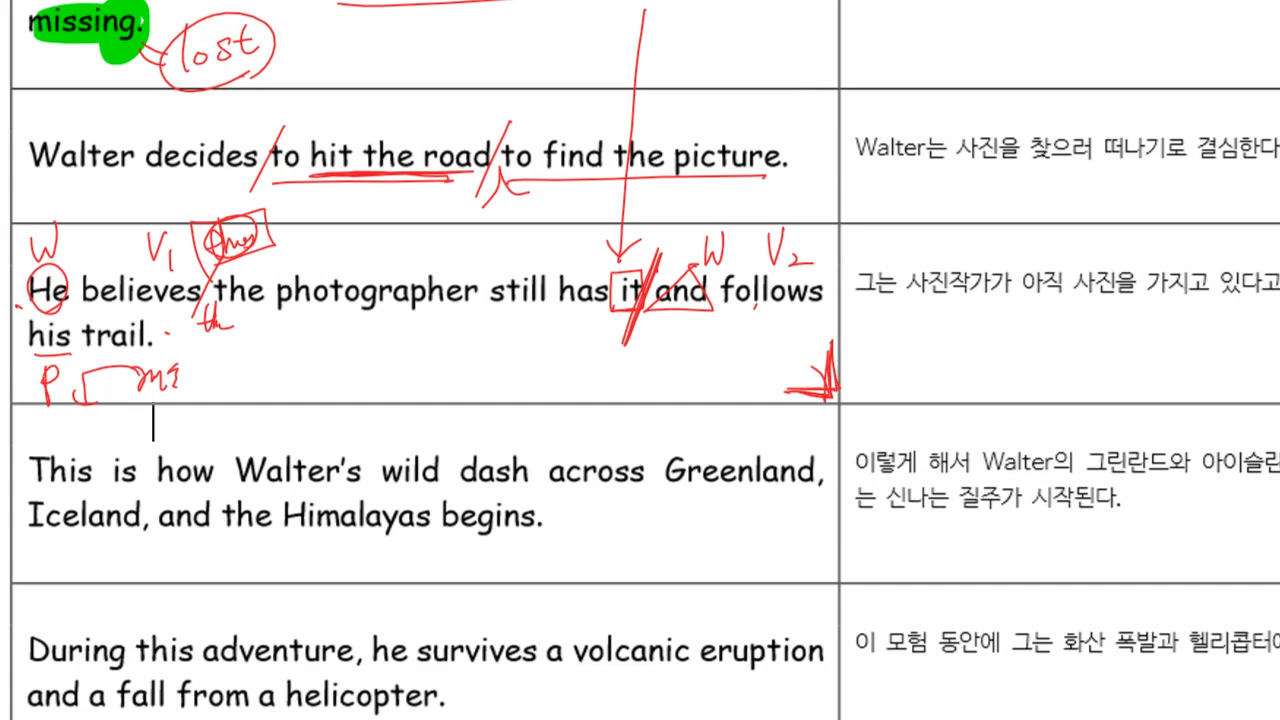 missing.
lost
Walter decides to hit the road to find the picture.
Walter는 사진을 찾으러 떠나기로 결심한다
W V1 W V2
He believes the photographer still has it and follows
his trail.
그는 사진작가가 아직 사진을 가지고 있다고
P
This is how Walter's wild dash across Greenland,
Iceland, and the Himalayas begins.
이렇게 해서 Walter의 그린란드와 아이슬란
는 신나는 질주가 시작된다.
During this adventure, he survives a volcanic eruption
and a fall from a helicopter.
이 모험 동안에 그는 화산 폭발과 헬리콥터에